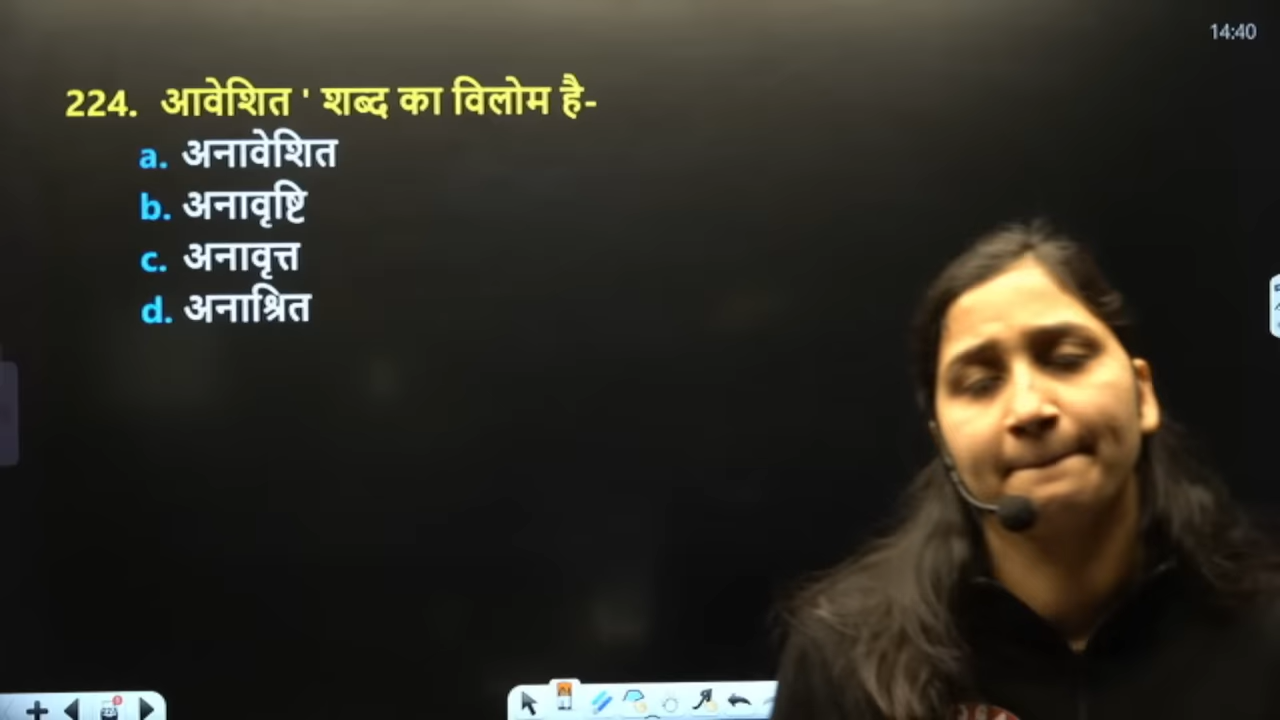 14:40
224. आवेशित ' शब्द का विलोम है-
a. अनावेशित
b. अनावृष्टि
c. अनावृत्त
d. अनाश्रित